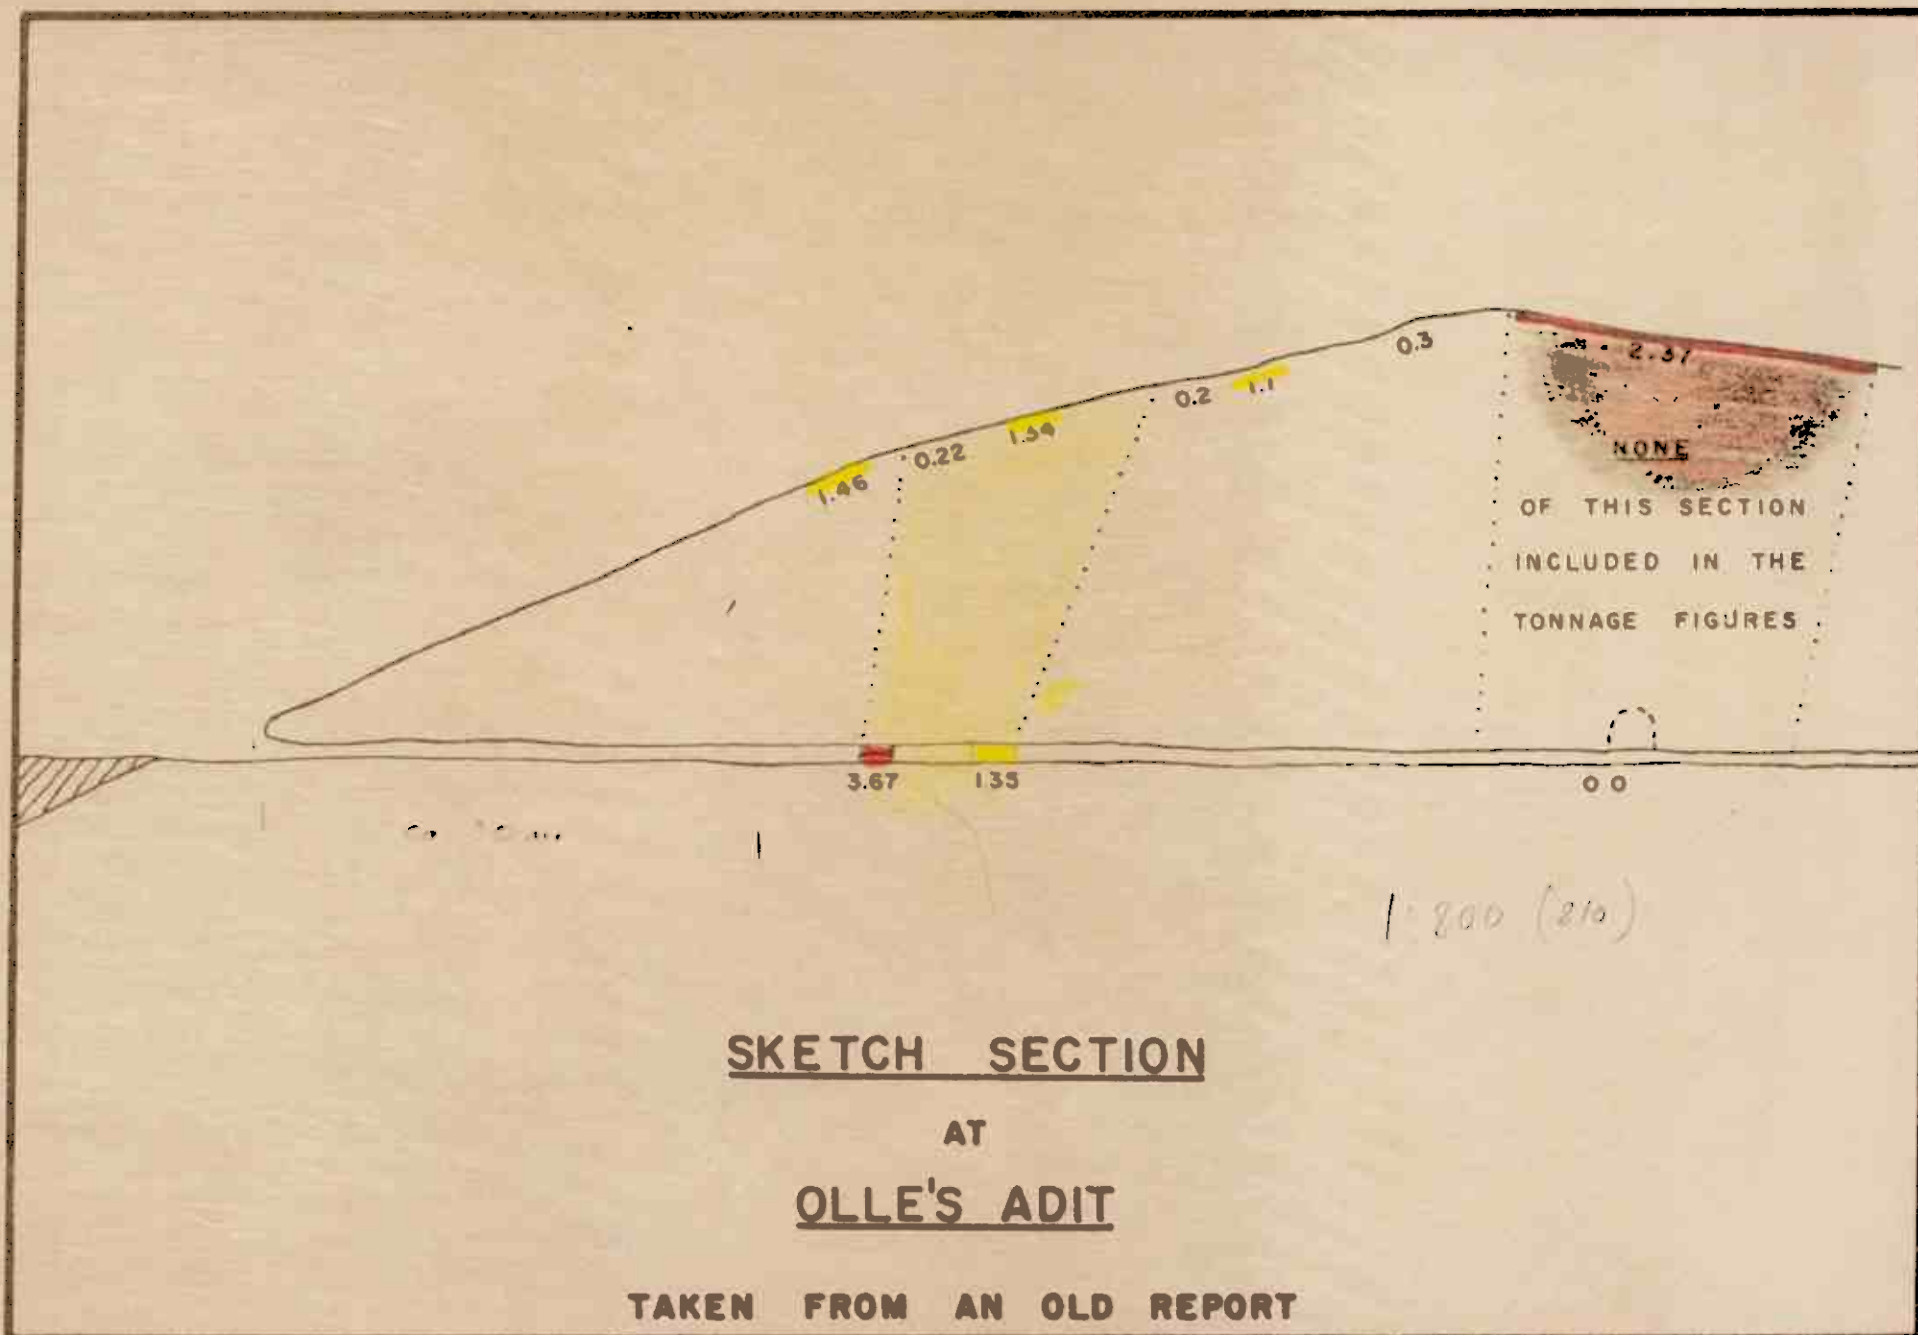 0.3
2.37
0.2
1.1
1.46
0.22
1.54
NONE
OF THIS SECTION
INCLUDED IN THE
TONNAGE FIGURES
3.67
1.35
0.0
1:800 (810)
SKETCH SECTION
AT
OLLE'S ADIT
TAKEN FROM AN OLD REPORT